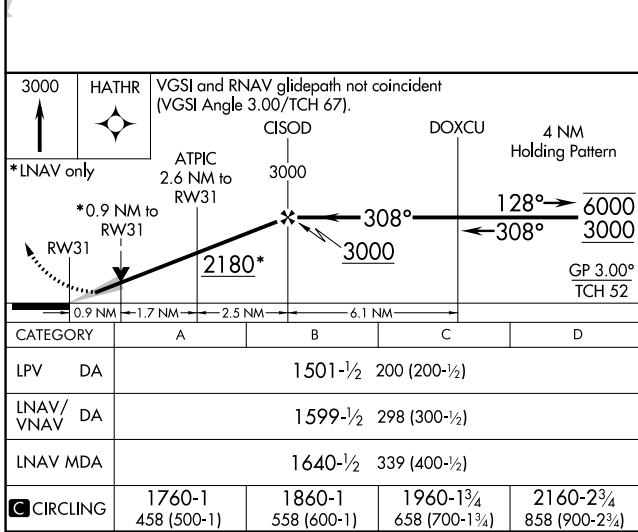 3000
HATHR
VGSI and RNAV glidepath not coincident
(VGSI Angle 3.00/TCH 67).
*LNAV only
CISOD
DOXCU
4 NM
Holding Pattern
ATPIC
2.6 NM to
RW31
3000
*0.9 NM to
RW31
RW31
308°
128°
308°
6000
3000
2180*
3000
GP 3.00°
TCH 52
0.9 NM 1.7 NM 2.5 NM 6.1 NM
CATEGORY A B C D
LPV DA 1501-½ 200 (200-½)
LNAV/
VNAV DA 1599-½ 298 (300-½)
LNAV MDA 1640-½ 339 (400-½)
C CIRCLING 1760-1 1860-1 1960-1¾ 2160-2¾
458 (500-1) 558 (600-1) 658 (700-1¾) 858 (900-2¾)